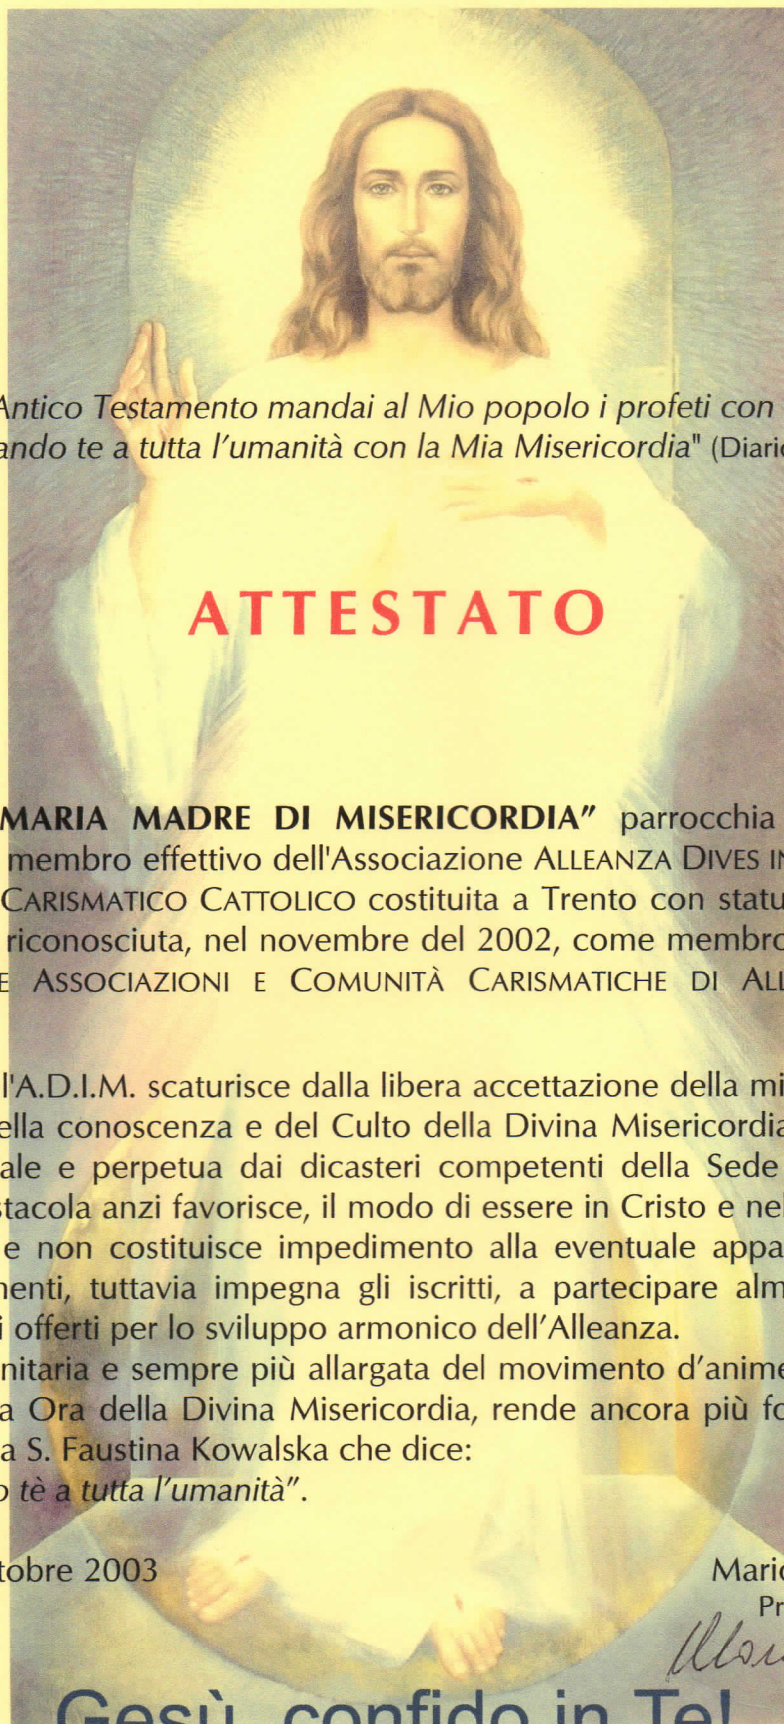 Antico Testamento mandai al Mio popolo i profeti con
ando te a tutta l'umanità con la Mia Misericordia" (Diario
ATTESTATO
MARIA MADRE DI MISERICORDIA" parrocchia
membro effettivo dell'Associazione ALLEANZA DIVES IN
CARISMATICO CATTOLICO costituita a Trento con statu
riconosciuta, nel novembre del 2002, come membro
E ASSOCIAZIONI E COMUNITÀ CARISMATICHE DI ALL
l'A.D.I.M. scaturisce dalla libera accettazione della mi
ella conoscenza e del Culto della Divina Misericordia
ale e perpetua dai dicasteri competenti della Sede
stacola anzi favorisce, il modo di essere in Cristo e nel
e non costituisce impedimento alla eventuale appa
menti, tuttavia impegna gli iscritti, a partecipare alm
i offerti per lo sviluppo armonico dell'Alleanza.
nitaria e sempre più allargata del movimento d'anime
a Ora della Divina Misericordia, rende ancora più fo
a S. Faustina Kowalska che dice:
o tè a tutta l'umanità".
tobre 2003
Mario
Pr
Gesù, confido in Te!